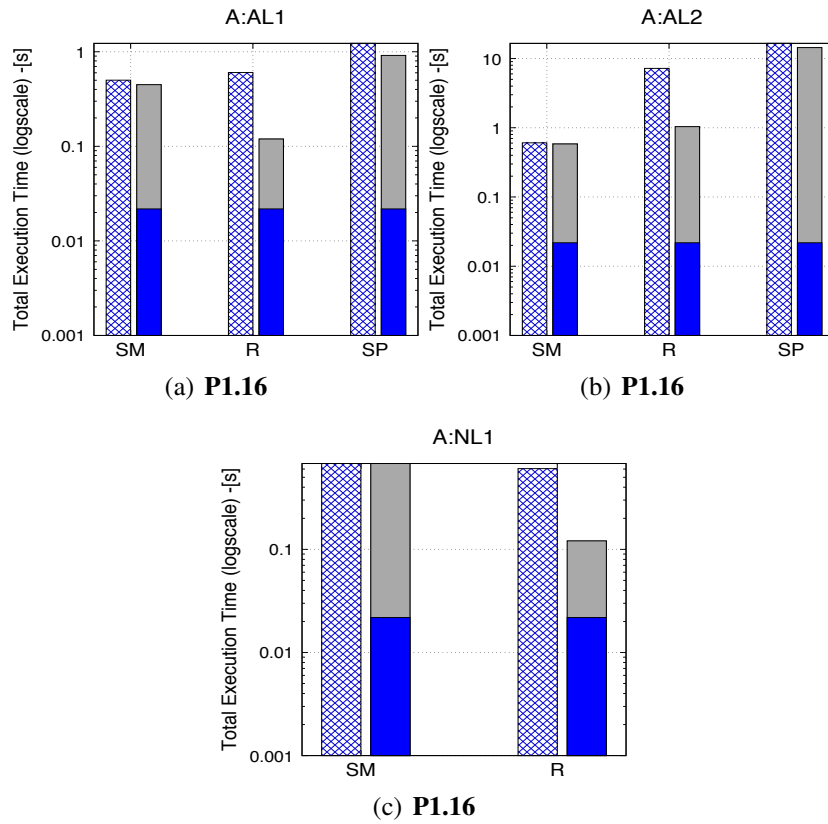 A:AL1
Total Execution Time (logscale) -[s]
1
0.1
0.01
0.001
SM R SP
(a) P1.16
A:AL2
Total Execution Time (logscale) -[s]
10
1
0.1
0.01
0.001
SM R SP
(b) P1.16
A:NL1
Total Execution Time (logscale) -[s]
0.1
0.01
0.001
SM R
(c) P1.16